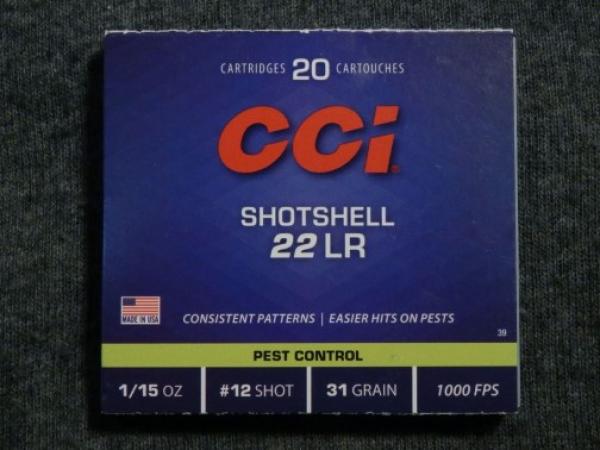 CARTRIDGES 20 CARTOUCHES
CCI
SHOTSHELL
22 LR
MADE IN USA
CONSISTENT PATTERNS | EASIER HITS ON PESTS
39
PEST CONTROL
1/15 OZ #12 SHOT 31 GRAIN 1000 FPS